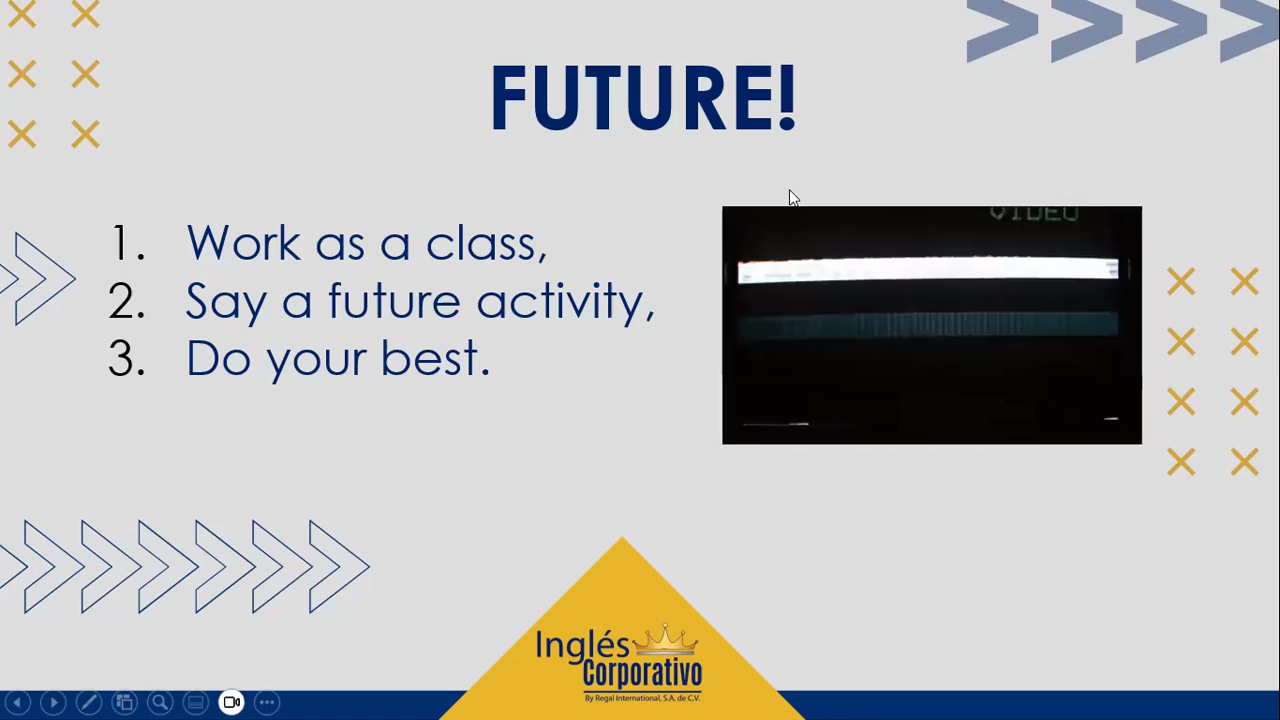 FUTURE!
VIDEO
1. Work as a class,
2. Say a future activity,
3. Do your best.
Inglés
Corporativo
By Regal International, S.A. de C.V.